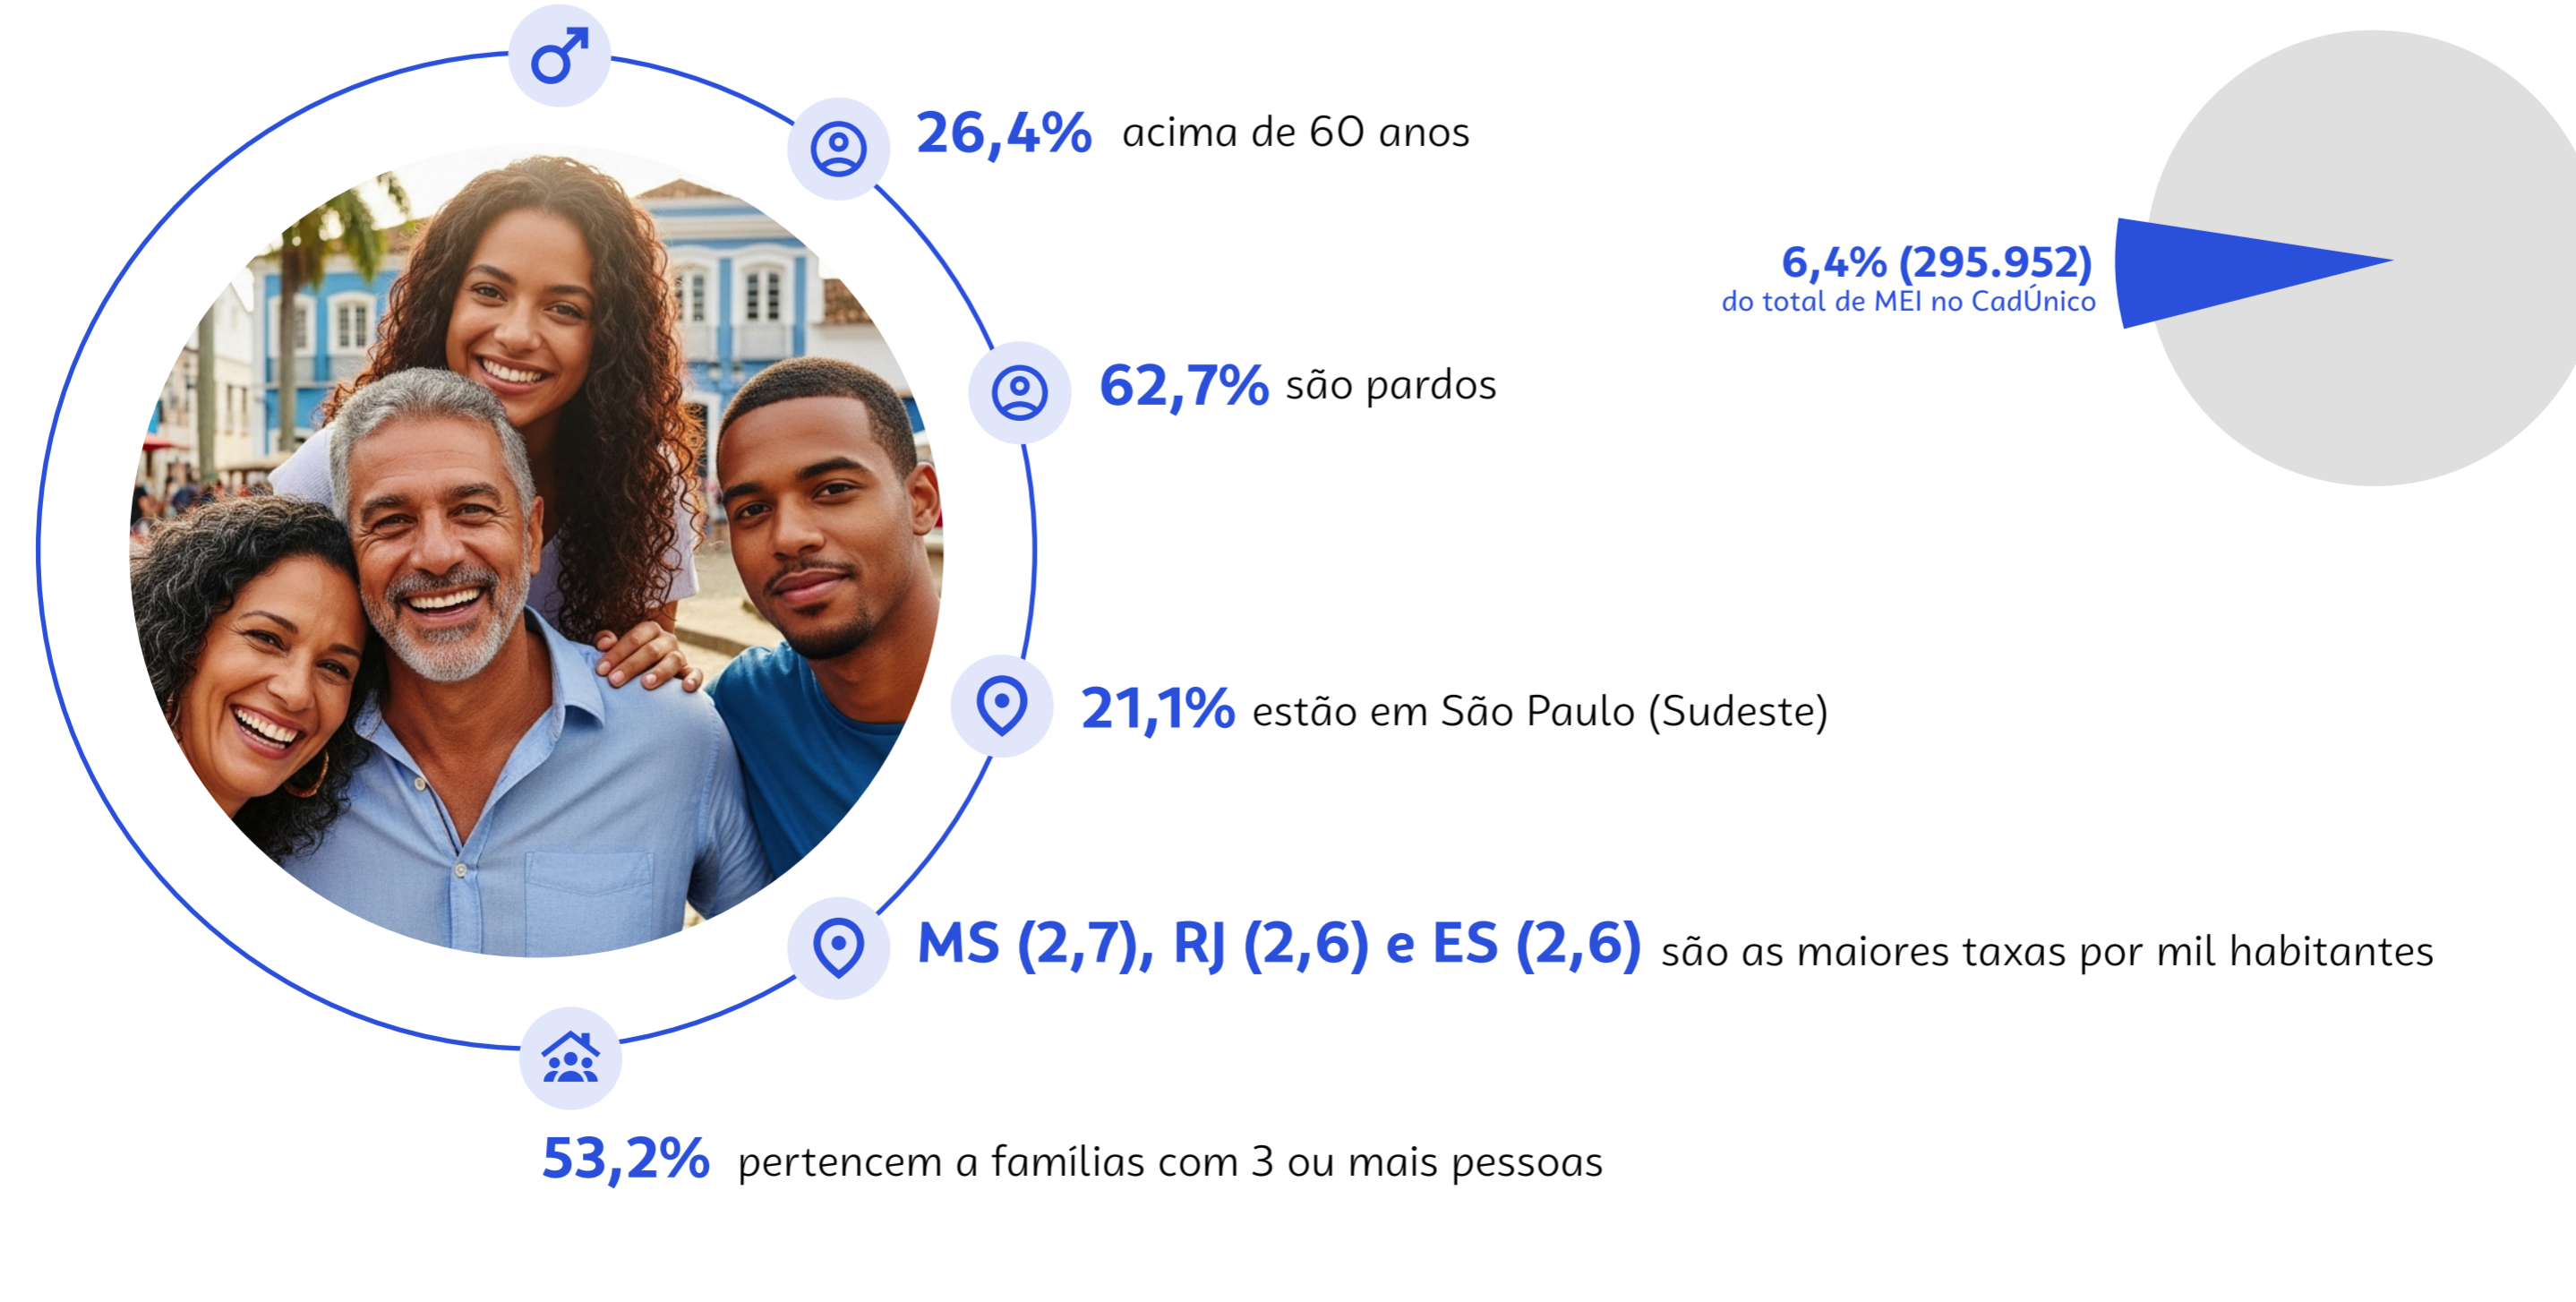 26,4% acima de 60 anos
6,4% (295.952)
do total de MEI no CadÚnico
62,7% são pardos
21,1% estão em São Paulo (Sudeste)
MS (2,7), RJ (2,6) e ES (2,6) são as maiores taxas por mil habitantes
53,2% pertencem a famílias com 3 ou mais pessoas